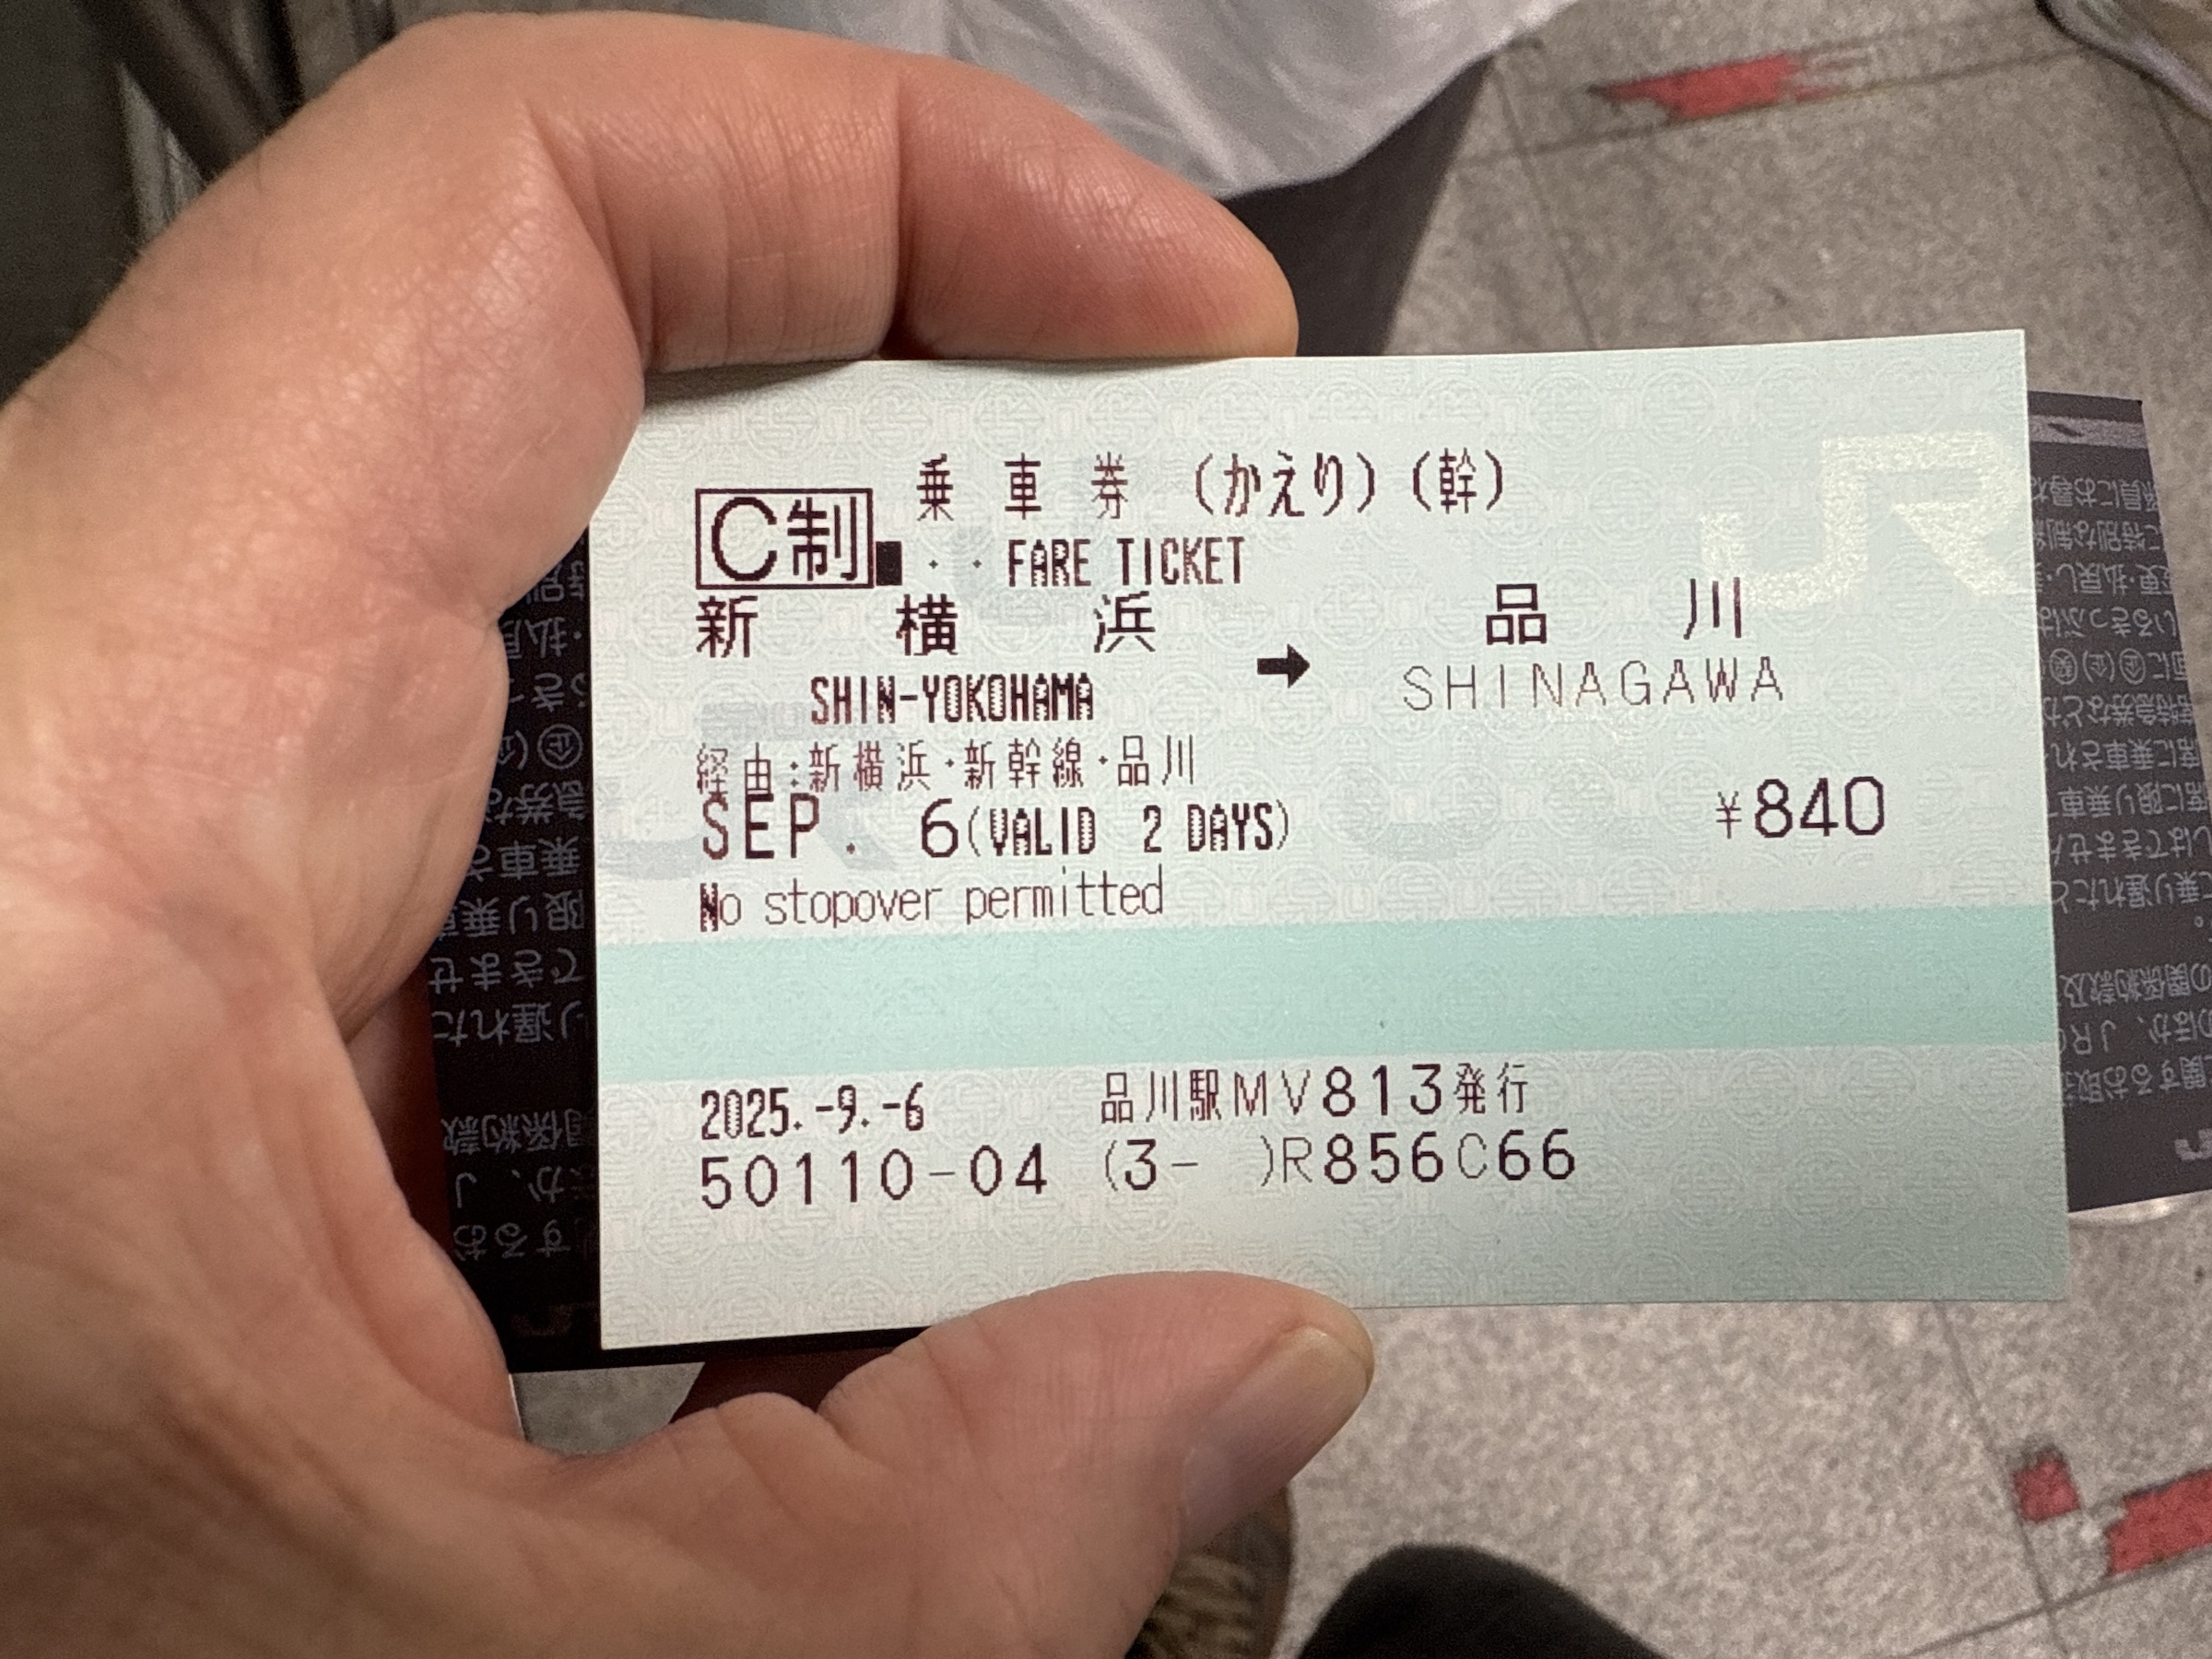 C制
乗車券(かえり)(幹)
■・・FARE TICKET
新横浜 → 品川
SHIN-YOKOHAMA SHINAGAWA
経由:新横浜・新幹線・品川
SEP. 6(VALID 2 DAYS) ¥840
No stopover permitted
2025.-9.-6 品川駅MV813発行
50110-04 (3- )R856C66
JR